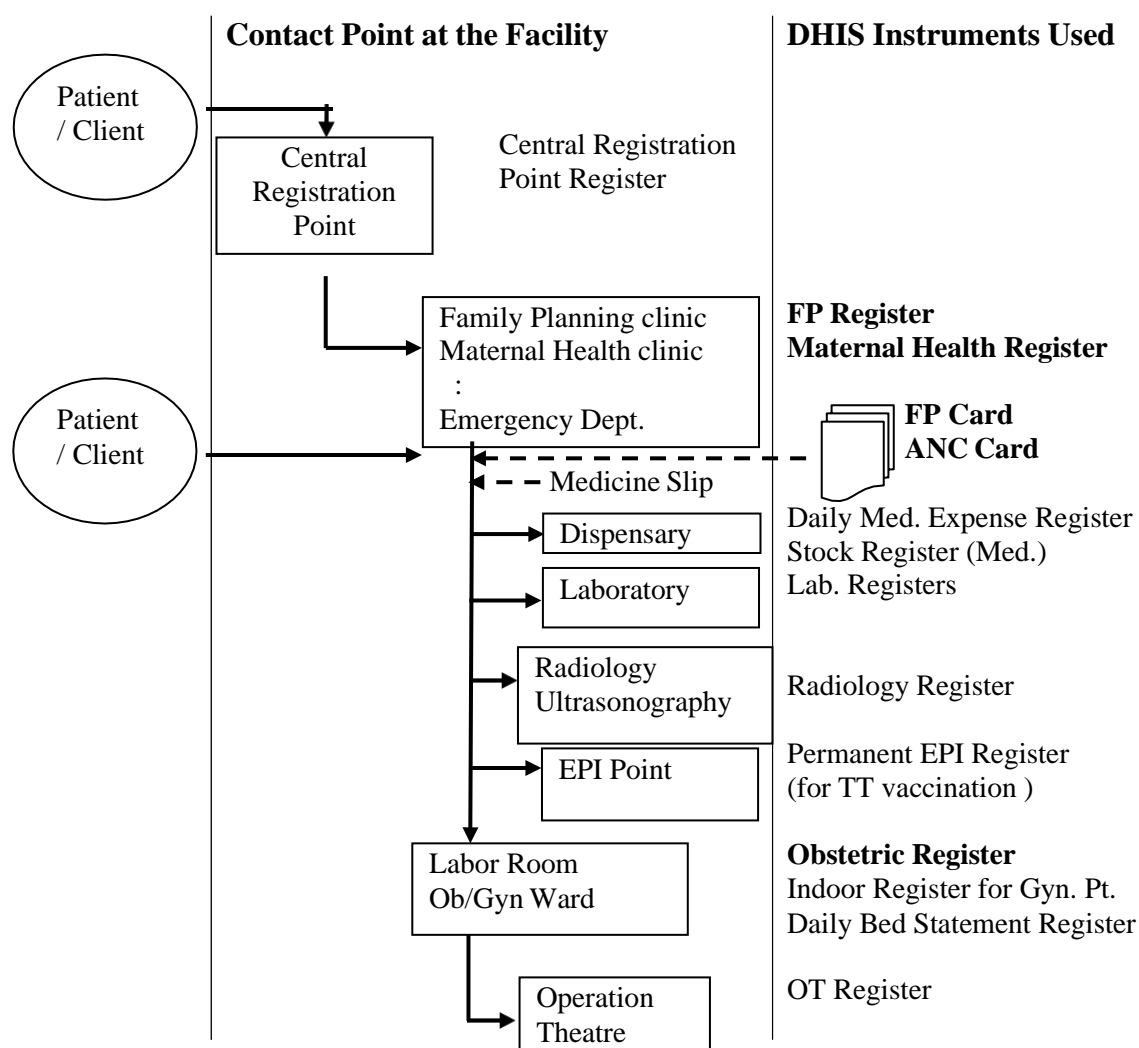 Contact Point at the Facility
DHIS Instruments Used
Patient
/ Client
Central
Registration
Point
Central Registration
Point Register
Family Planning clinic
Maternal Health clinic
:
Emergency Dept.
FP Register
Maternal Health Register
Patient
/ Client
FP Card
ANC Card
Medicine Slip
Dispensary
Daily Med. Expense Register
Stock Register (Med.)
Laboratory
Lab. Registers
Radiology
Ultrasonography
Radiology Register
EPI Point
Permanent EPI Register
(for TT vaccination )
Labor Room
Ob/Gyn Ward
Obstetric Register
Indoor Register for Gyn. Pt.
Daily Bed Statement Register
Operation
Theatre
OT Register